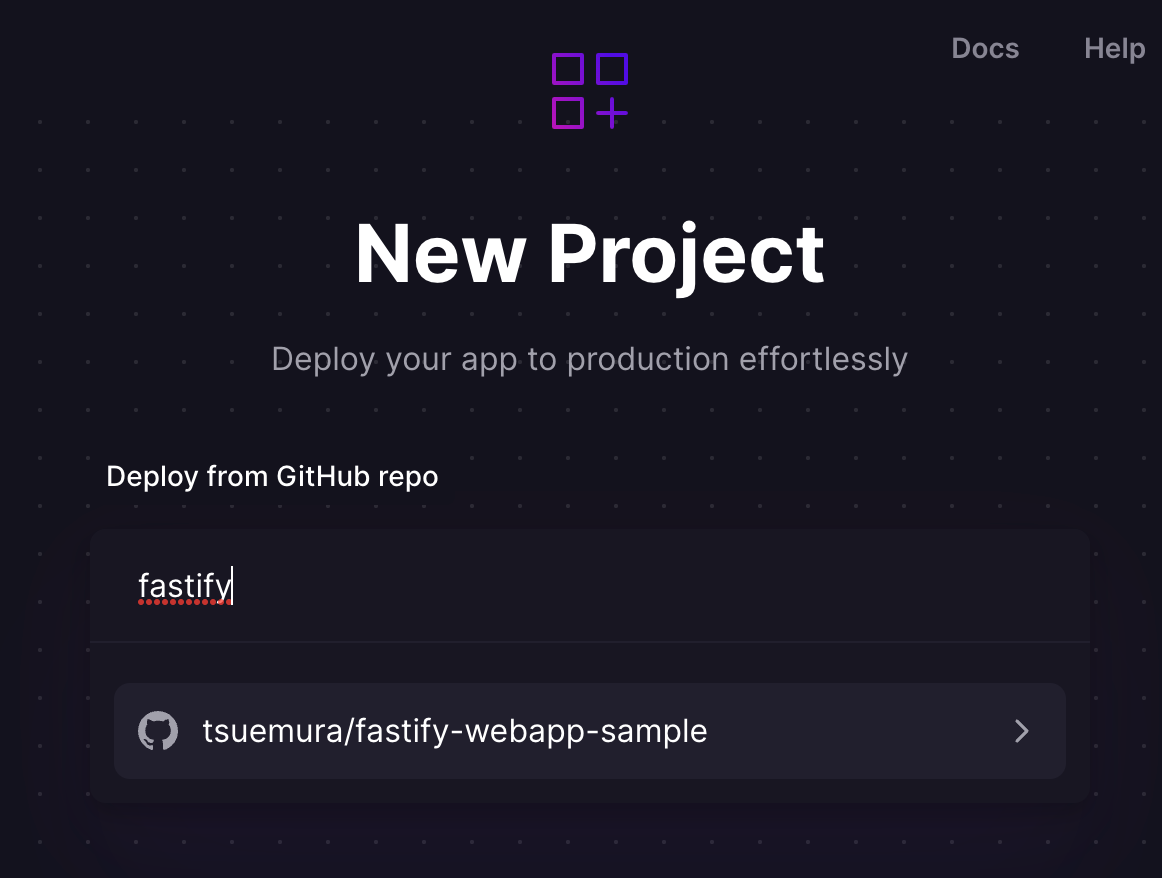 Docs Help
New Project
Deploy your app to production effortlessly
Deploy from GitHub repo
fastify
tsuemura/fastify-webapp-sample